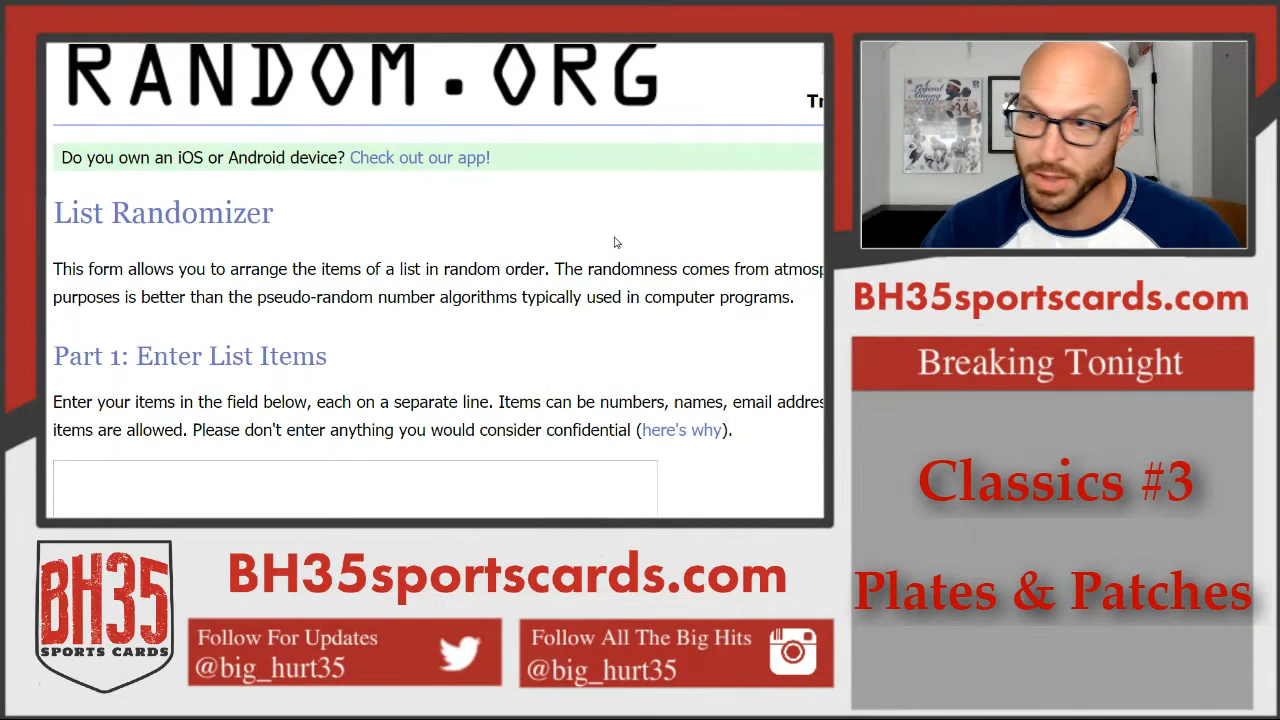 RANDOM.ORG
Tr
Do you own an iOS or Android device? Check out our app!
List Randomizer
This form allows you to arrange the items of a list in random order. The randomness comes from atmosp
purposes is better than the pseudo-random number algorithms typically used in computer programs.
Part 1: Enter List Items
Enter your items in the field below, each on a separate line. Items can be numbers, names, email addres
items are allowed. Please don't enter anything you would consider confidential (here's why).
Legend
Among
34
BH35sportscards.com
Breaking Tonight
Classics #3
Plates & Patches
BH35
SPORTS CARDS
BH35sportscards.com
Follow For Updates
@big_hurt35
Follow All The Big Hits
@big_hurt35